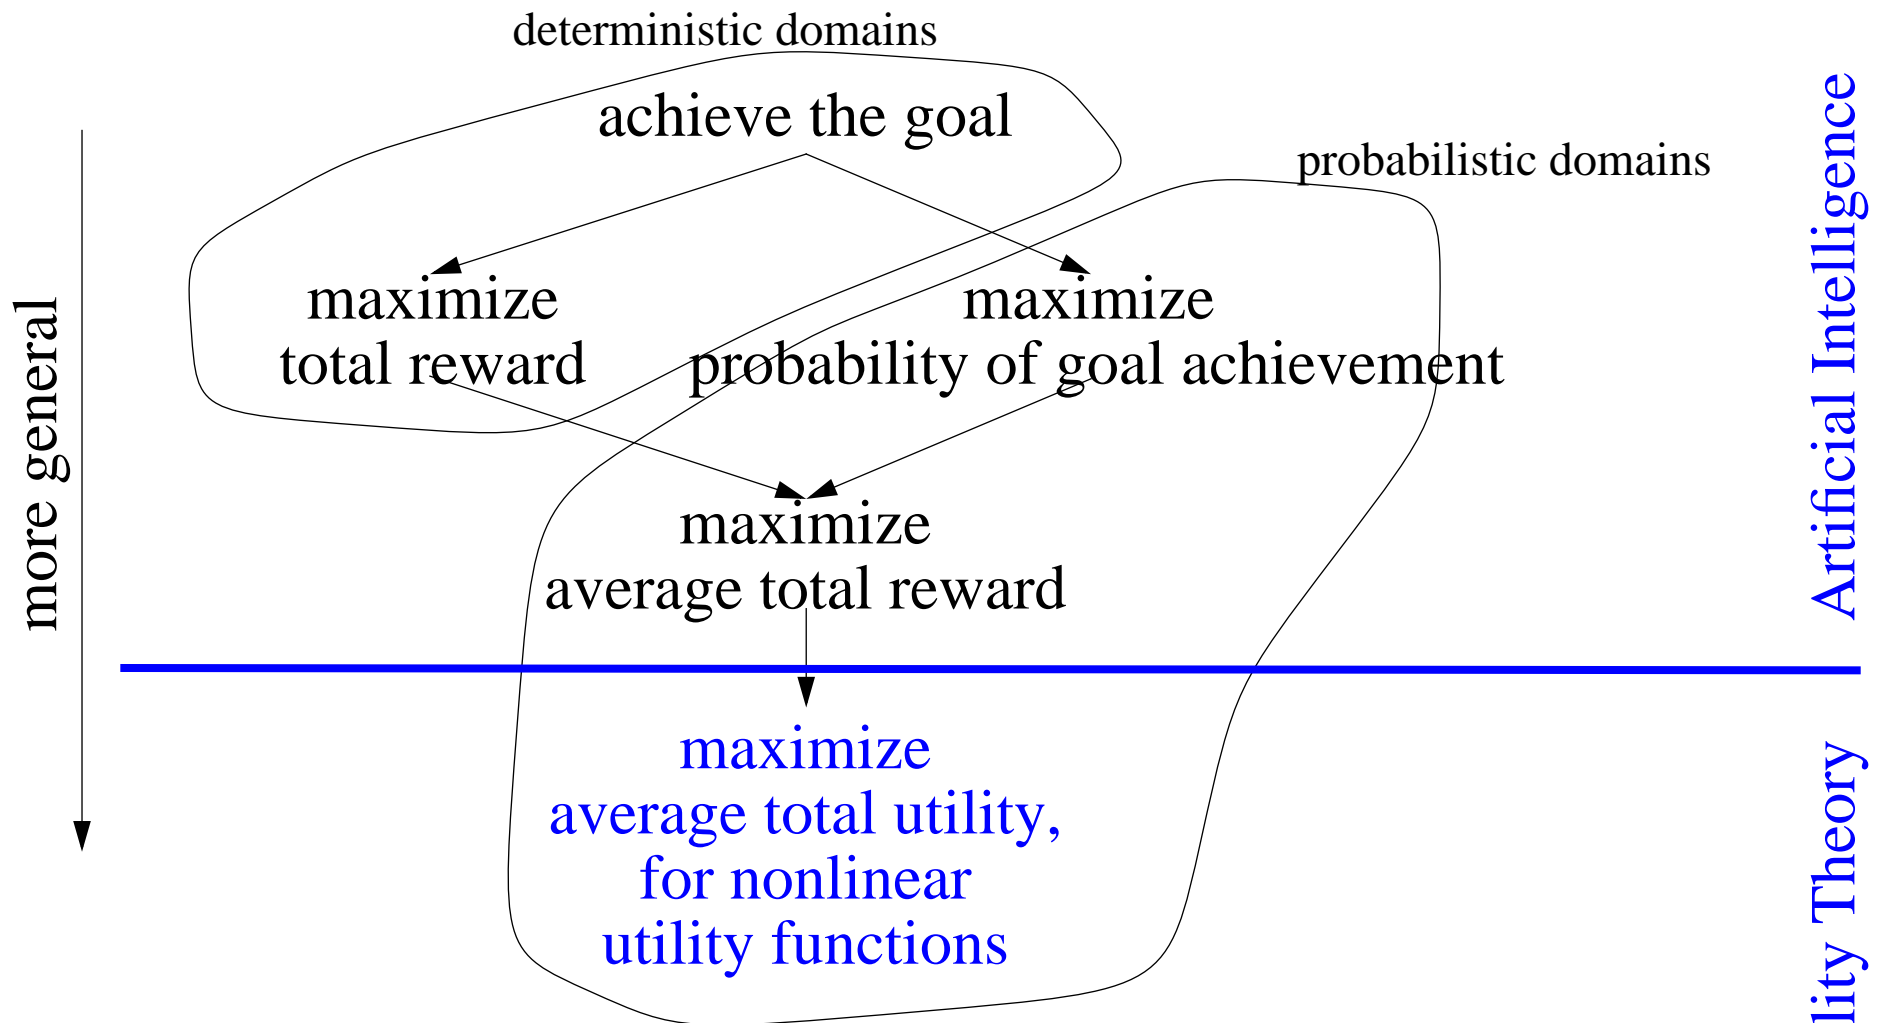 deterministic domains
achieve the goal
probabilistic domains
maximize
total reward
maximize
probability of goal achievement
maximize
average total reward
maximize
average total utility,
for nonlinear
utility functions
more general
Artificial Intelligence
lity Theory